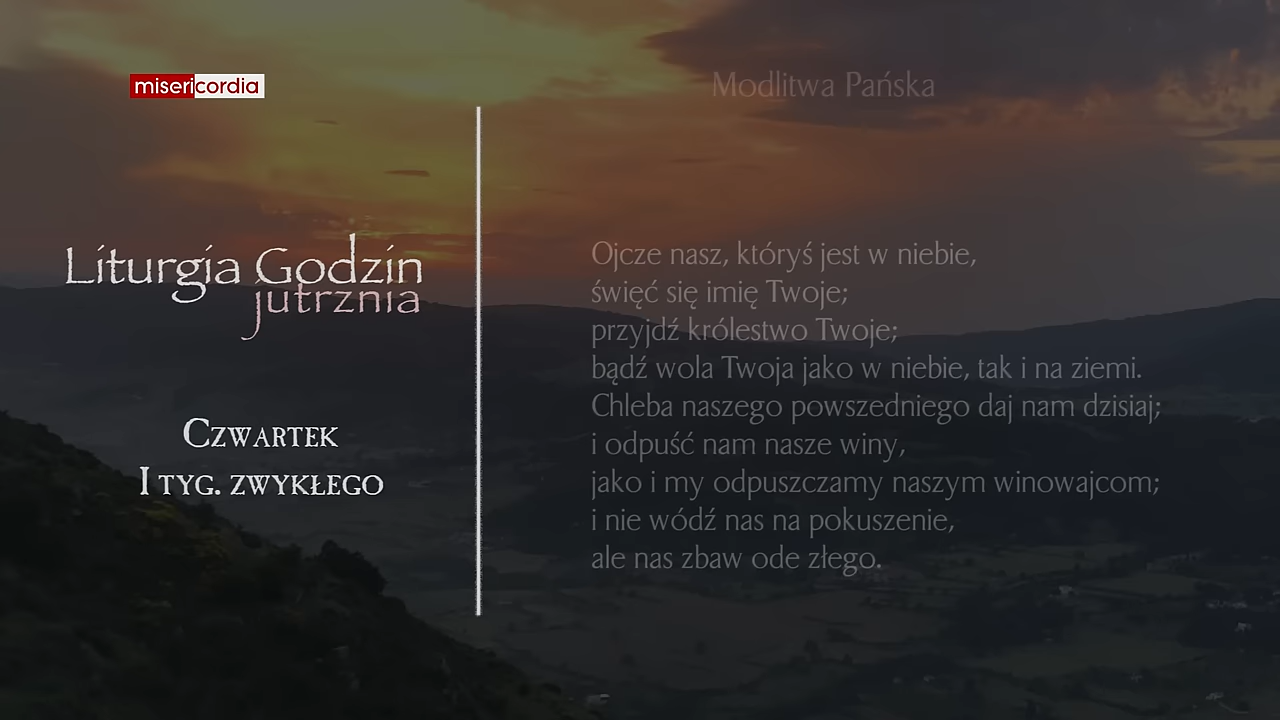 misericordia
Liturgia Godzin
jutrznia
Czwartek
I tyg. zwykłego
Modlitwa Pańska
Ojcze nasz, któryś jest w niebie,
święć się imię Twoje;
przyjdź królestwo Twoje;
bądź wola Twoja jako w niebie, tak i na ziemi.
Chleba naszego powszedniego daj nam dzisiaj;
i odpuść nam nasze winy,
jako i my odpuszczamy naszym winowajcom;
i nie wódź nas na pokuszenie,
ale nas zbaw ode złego.